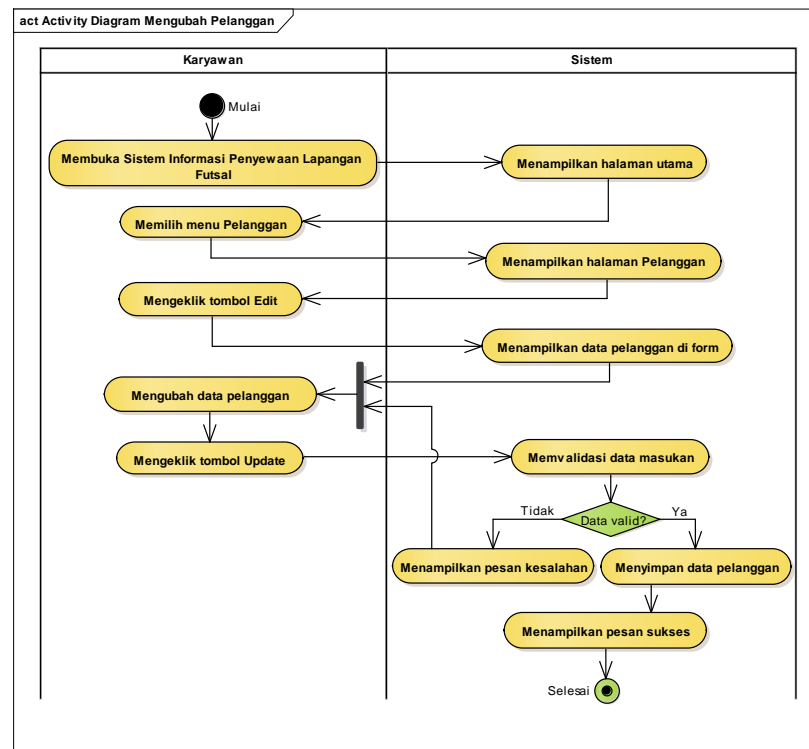 act Activity Diagram Mengubah Pelanggan
Karyawan
Sistem
Mulai
Membuka Sistem Informasi Penyewaan Lapangan
Futsal
Menampilkan halaman utama
Memilih menu Pelanggan
Menampilkan halaman Pelanggan
Mengeklik tombol Edit
Menampilkan data pelanggan di form
Mengubah data pelanggan
Mengeklik tombol Update
Memvalidasi data masukan
Tidak
Data valid?
Ya
Menampilkan pesan kesalahan
Menyimpan data pelanggan
Menampilkan pesan sukses
Selesai